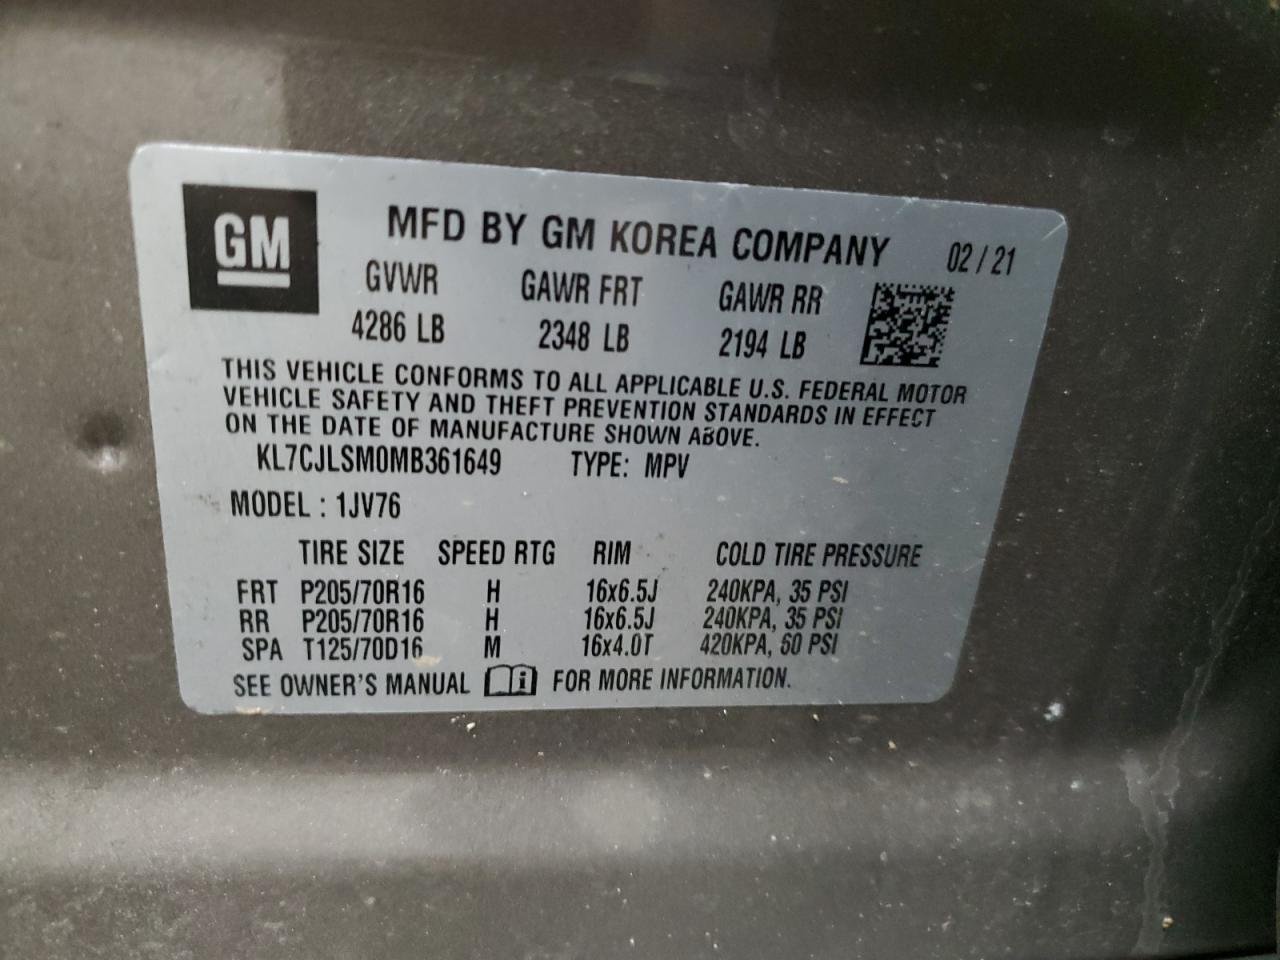 GM
MFD BY GM KOREA COMPANY 02 / 21
GVWR GAWR FRT GAWR RR
4286 LB 2348 LB 2194 LB
THIS VEHICLE CONFORMS TO ALL APPLICABLE U.S. FEDERAL MOTOR
VEHICLE SAFETY AND THEFT PREVENTION STANDARDS IN EFFECT
ON THE DATE OF MANUFACTURE SHOWN ABOVE.
KL7CJLSM0MB361649 TYPE: MPV
MODEL : 1JV76
TIRE SIZE SPEED RTG RIM COLD TIRE PRESSURE
FRT P205/70R16 H 16x6.5J 240KPA, 35 PSI
RR P205/70R16 H 16x6.5J 240KPA, 35 PSI
SPA T125/70D16 M 16x4.0T 420KPA, 60 PSI
SEE OWNER'S MANUAL i FOR MORE INFORMATION.